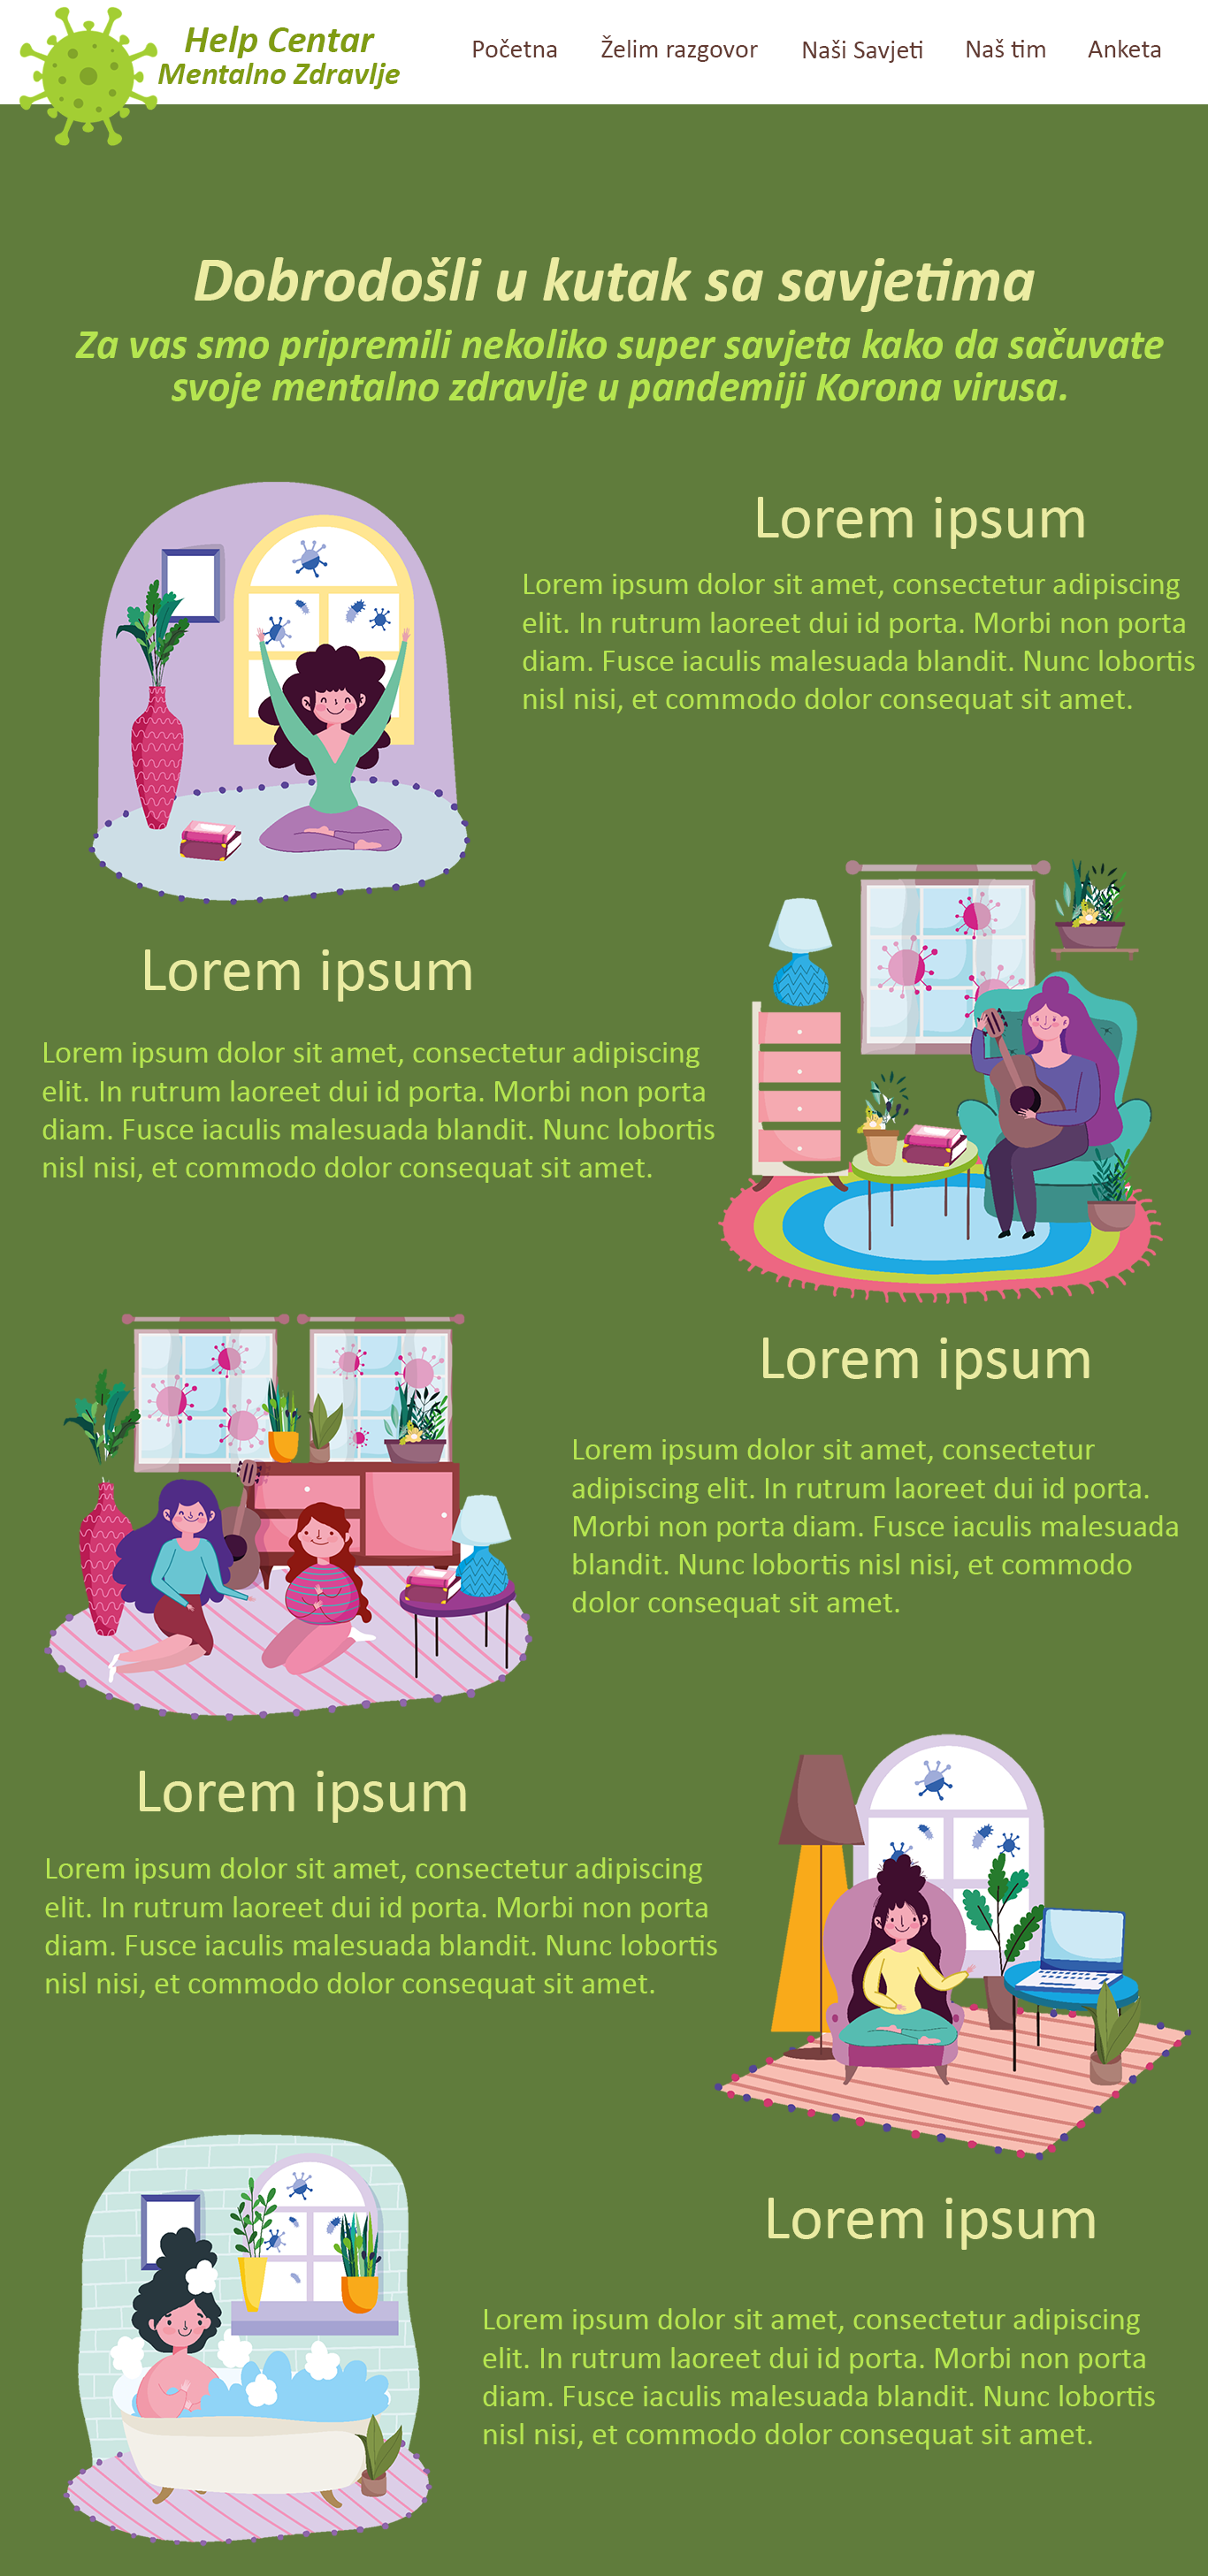 Help Centar
Mentalno Zdravlje
Početna
Želim razgovor
Naši Savjeti
Naš tim
Anketa
Dobrodošli u kutak sa savjetima
Za vas smo pripremili nekoliko super savjeta kako da sačuvate
svoje mentalno zdravlje u pandemiji Korona virusa.
Lorem ipsum
Lorem ipsum dolor sit amet, consectetur adipiscing
elit. In rutrum laoreet dui id porta. Morbi non porta
diam. Fusce iaculis malesuada blandit. Nunc lobortis
nisl nisi, et commodo dolor consequat sit amet.
Lorem ipsum
Lorem ipsum dolor sit amet, consectetur adipiscing
elit. In rutrum laoreet dui id porta. Morbi non porta
diam. Fusce iaculis malesuada blandit. Nunc lobortis
nisl nisi, et commodo dolor consequat sit amet.
Lorem ipsum
Lorem ipsum dolor sit amet, consectetur
adipiscing elit. In rutrum laoreet dui id porta.
Morbi non porta diam. Fusce iaculis malesuada
blandit. Nunc lobortis nisl nisi, et commodo
dolor consequat sit amet.
Lorem ipsum
Lorem ipsum dolor sit amet, consectetur adipiscing
elit. In rutrum laoreet dui id porta. Morbi non porta
diam. Fusce iaculis malesuada blandit. Nunc lobortis
nisl nisi, et commodo dolor consequat sit amet.
Lorem ipsum
Lorem ipsum dolor sit amet, consectetur adipiscing
elit. In rutrum laoreet dui id porta. Morbi non porta
diam. Fusce iaculis malesuada blandit. Nunc lobortis
nisl nisi, et commodo dolor consequat sit amet.